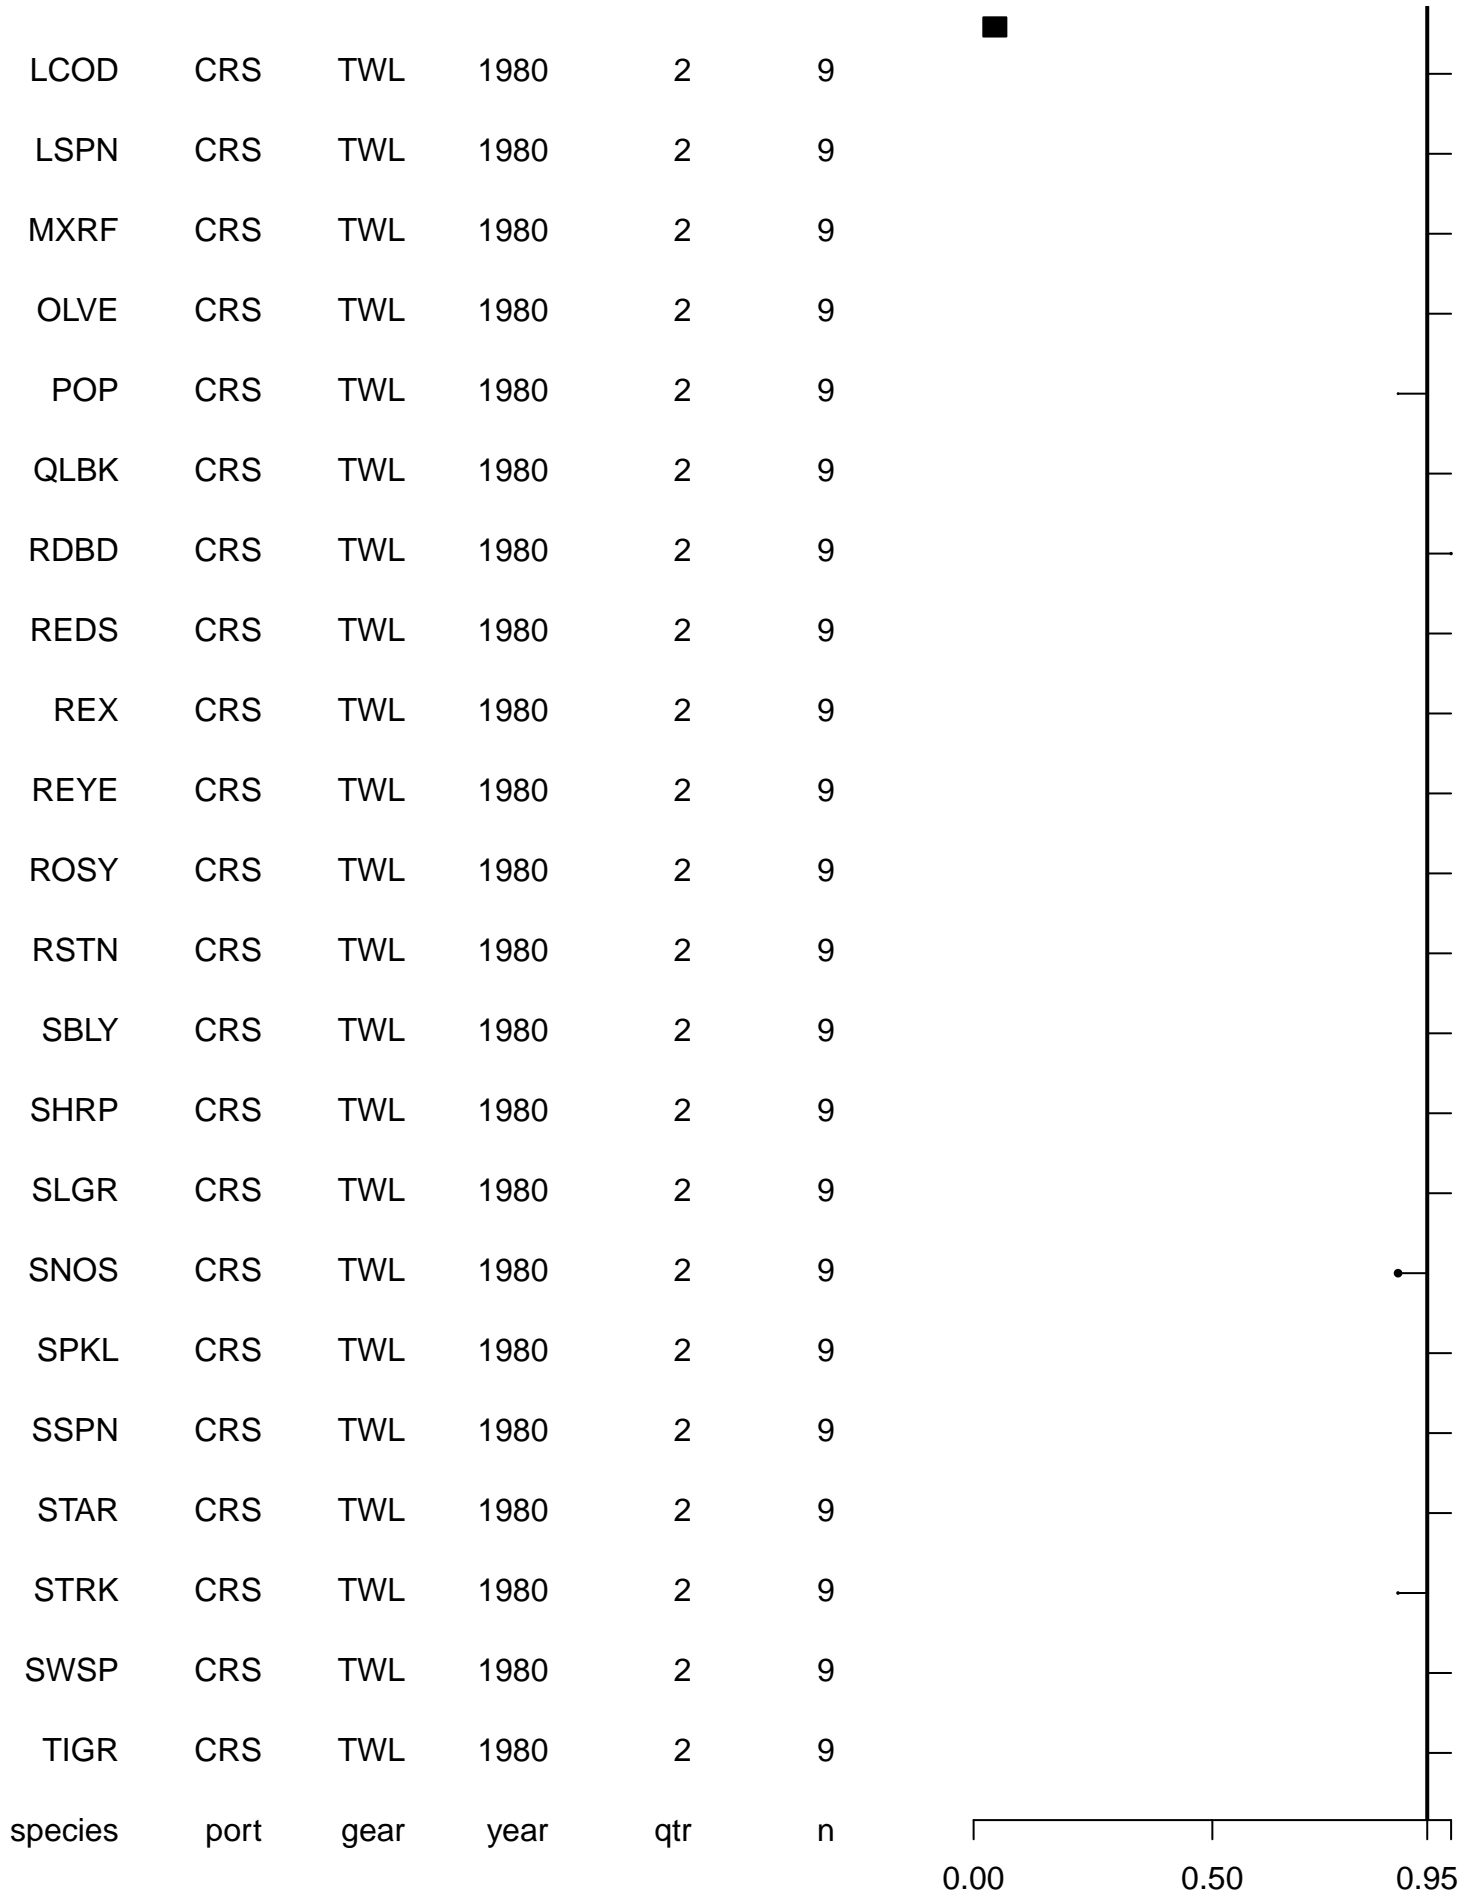 LCOD CRS TWL 1980 2 9
LSPN CRS TWL 1980 2 9
MXRF CRS TWL 1980 2 9
OLVE CRS TWL 1980 2 9
POP CRS TWL 1980 2 9
QLBK CRS TWL 1980 2 9
RDBD CRS TWL 1980 2 9
REDS CRS TWL 1980 2 9
REX CRS TWL 1980 2 9
REYE CRS TWL 1980 2 9
ROSY CRS TWL 1980 2 9
RSTN CRS TWL 1980 2 9
SBLY CRS TWL 1980 2 9
SHRP CRS TWL 1980 2 9
SLGR CRS TWL 1980 2 9
SNOS CRS TWL 1980 2 9
SPKL CRS TWL 1980 2 9
SSPN CRS TWL 1980 2 9
STAR CRS TWL 1980 2 9
STRK CRS TWL 1980 2 9
SWSP CRS TWL 1980 2 9
TIGR CRS TWL 1980 2 9
species port gear year qtr n
0.00 0.50 0.95